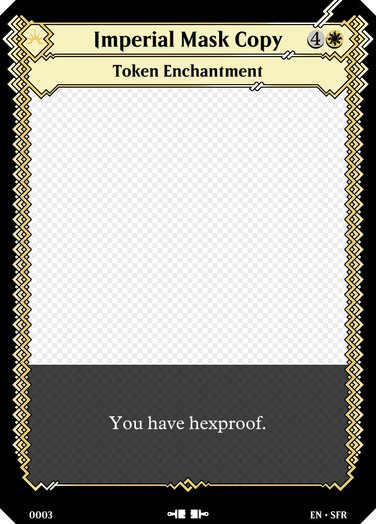 Imperial Mask Copy 4
Token Enchantment
You have hexproof.
0003 EN • SFR